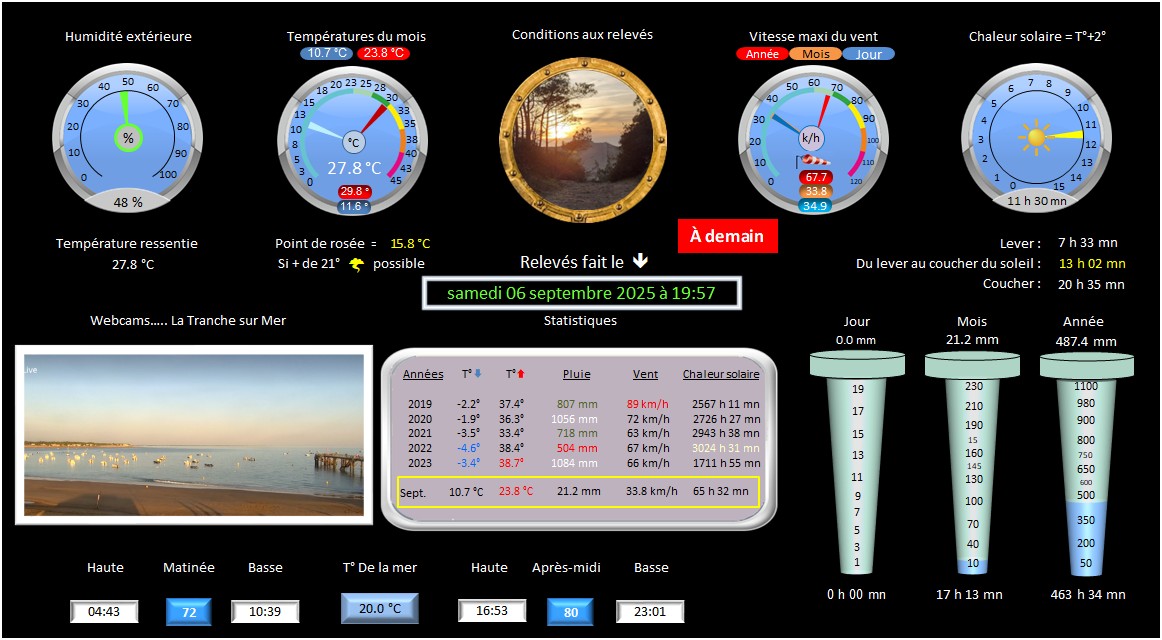 Humidité extérieure
0 10 20 30 40 50 60 70 80 90 100
%
48 %
Températures du mois
10.7 °C 23.8 °C
0 3 5 8 10 13 15 18 20 23 25 28 30 33 35 38 40 43 45
°C
27.8 °C
29.8 °
11.6 °
Conditions aux relevés
Vitesse maxi du vent
Année Mois Jour
0 10 20 30 40 50 60 70 80 90 100 110 120
k/h
67.7
33.8
34.9
Chaleur solaire = T°+2°
0 1 2 3 4 5 6 7 8 9 10 11 12 13 14 15
11 h 30 mn
Température ressentie
27.8 °C
Point de rosée = 15.8 °C
Si + de 21° possible
À demain
Relevés fait le
samedi 06 septembre 2025 à 19:57
Lever : 7 h 33 mn
Du lever au coucher du soleil : 13 h 02 mn
Coucher : 20 h 35 mn
Webcams..... La Tranche sur Mer
Live
Statistiques
Années T° T° Pluie Vent Chaleur solaire
2019 -2.2° 37.4° 807 mm 89 km/h 2567 h 11 mn
2020 -1.9° 36.3° 1056 mm 72 km/h 2726 h 27 mn
2021 -3.5° 33.4° 718 mm 63 km/h 2943 h 38 mn
2022 -4.6° 38.4° 504 mm 67 km/h 3024 h 31 mn
2023 -3.4° 38.7° 1084 mm 66 km/h 1711 h 55 mn
Sept. 10.7 °C 23.8 °C 21.2 mm 33.8 km/h 65 h 32 mn
Jour
0.0 mm
19
17
15
13
11
9
7
5
3
1
0 h 00 mn
Mois
21.2 mm
230
210
190
15
160
145
130
100
70
40
10
17 h 13 mn
Année
487.4 mm
1100
980
900
800
750
650
600
500
350
200
50
463 h 34 mn
Haute Matinée Basse T° De la mer Haute Après-midi Basse
04:43 72 10:39 20.0 °C 16:53 80 23:01